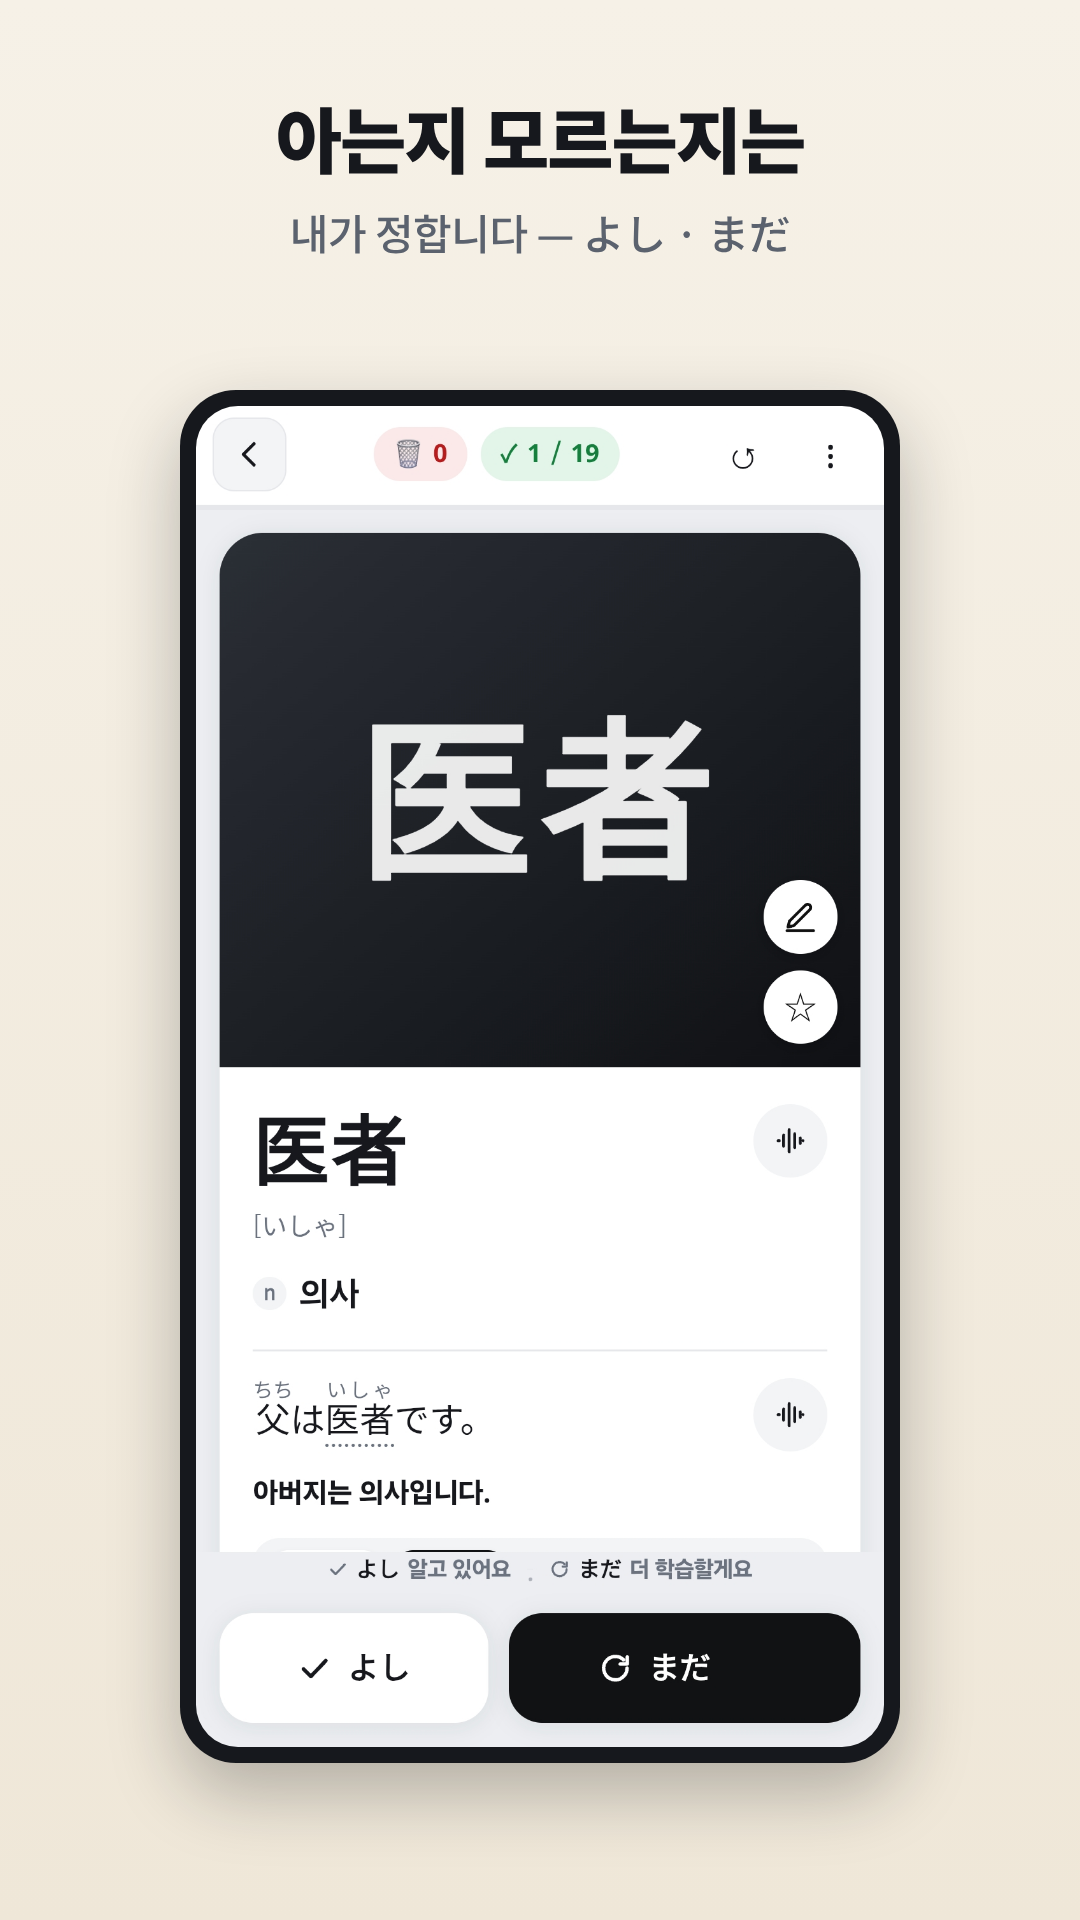 아는지 모르는지는
내가 정합니다 — よし · まだ
0
✓ 1 / 19
医者
医者
[いしゃ]
n 의사
ちち いしゃ
父は医者です。
아버지는 의사입니다.
よし 알고 있어요 · まだ 더 학습할게요
よし
まだ